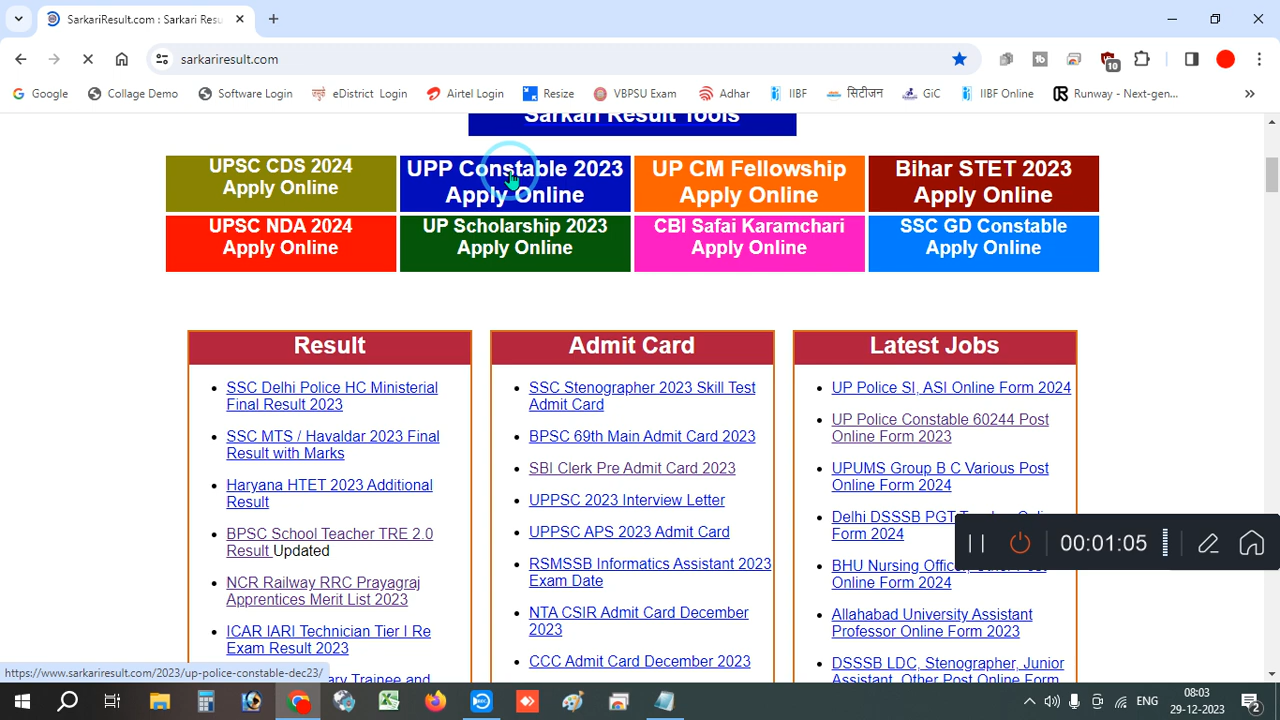 SarkariResult.com : Sarkari Resu
sariresult.com
Google
Collage Demo
Software Login
eDistrict Login
Airtel Login
Resize
VBPSU Exam
Adhar
IIBF
सिटीजन
GiC
IIBF Online
Runway - Next-gen...
10
Sarkari Result Tools
UPSC CDS 2024
Apply Online
UPP Constable 2023
Apply Online
UP CM Fellowship
Apply Online
Bihar STET 2023
Apply Online
UPSC NDA 2024
Apply Online
UP Scholarship 2023
Apply Online
CBI Safai Karamchari
Apply Online
SSC GD Constable
Apply Online
Result
SSC Delhi Police HC Ministerial
Final Result 2023
SSC MTS / Havaldar 2023 Final
Result with Marks
Haryana HTET 2023 Additional
Result
BPSC School Teacher TRE 2.0
Result Updated
NCR Railway RRC Prayagraj
Apprentices Merit List 2023
ICAR IARI Technician Tier I Re
Exam Result 2023
ary Trainee and
Admit Card
SSC Stenographer 2023 Skill Test
Admit Card
BPSC 69th Main Admit Card 2023
SBI Clerk Pre Admit Card 2023
UPPSC 2023 Interview Letter
UPPSC APS 2023 Admit Card
RSMSSB Informatics Assistant 2023
Exam Date
NTA CSIR Admit Card December
2023
CCC Admit Card December 2023
Latest Jobs
UP Police SI, ASI Online Form 2024
UP Police Constable 60244 Post
Online Form 2023
UPUMS Group B C Various Post
Online Form 2024
Delhi DSSSB PGT Teacher Onli
Form 2024
BHU Nursing Officer, Other Post
Online Form 2024
Allahabad University Assistant
Professor Online Form 2023
DSSSB LDC, Stenographer, Junior
Assistant, Other Post Online Form
00:01:05
https://www.sarkariresult.com/2023/up-police-constable-dec23/
ENG
08:03
29-12-2023
2